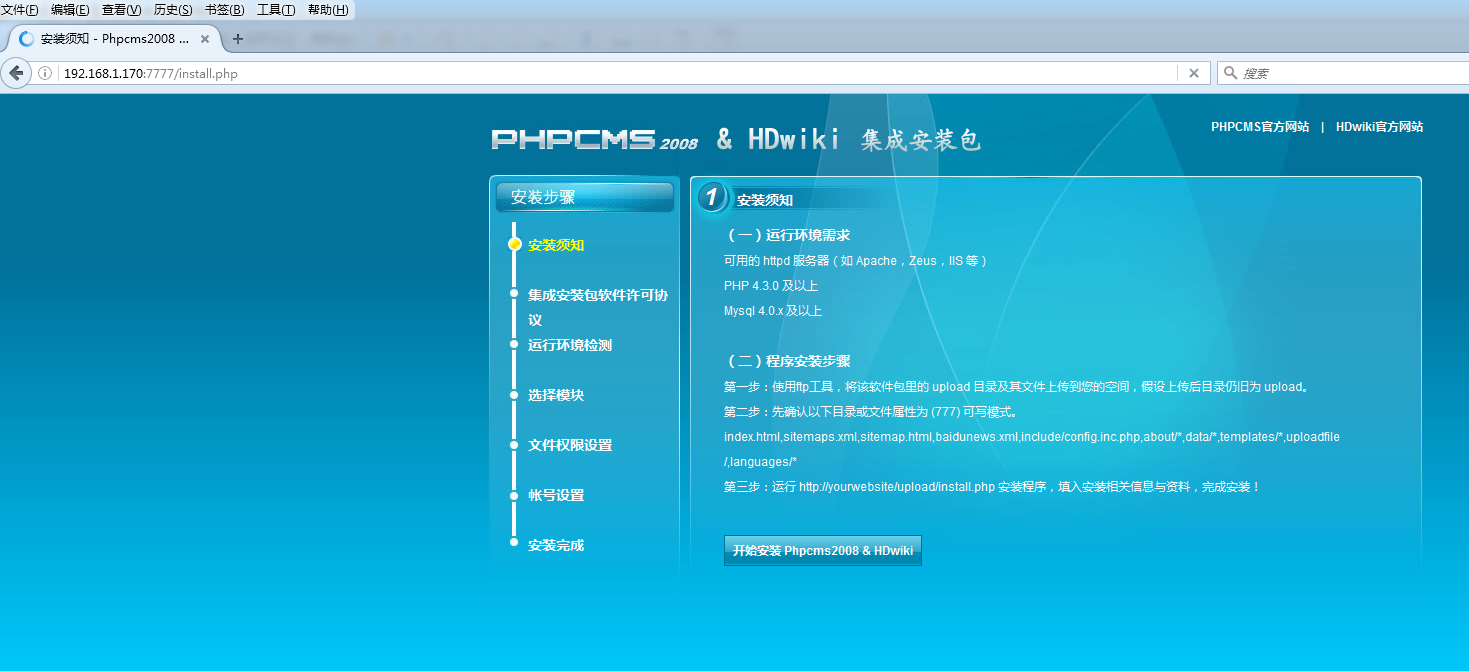 文件(F) 编辑(E) 查看(V) 历史(S) 书签(B) 工具(T) 帮助(H)
安装须知 - Phpcms2008 ...
192.168.1.170:7777/install.php
搜索
PHPCMS 2008 & HDwiki 集成安装包
PHPCMS官方网站 | HDwiki官方网站
安装步骤
安装须知
集成安装包软件许可协
议
运行环境检测
选择模块
文件权限设置
帐号设置
安装完成
1 安装须知
（一）运行环境需求
可用的 httpd 服务器（如 Apache，Zeus，IIS 等）
PHP 4.3.0 及以上
Mysql 4.0.x 及以上
（二）程序安装步骤
第一步：使用ftp工具，将该软件包里的 upload 目录及其文件上传到您的空间，假设上传后目录仍旧为 upload。
第二步：先确认以下目录或文件属性为 (777) 可写模式。
index.html,sitemaps.xml,sitemap.html,baidunews.xml,include/config.inc.php,about/*,data/*,templates/*,uploadfile
/,languages/*
第三步：运行 http://yourwebsite/upload/install.php 安装程序，填入安装相关信息与资料，完成安装！
开始安装 Phpcms2008 & HDwiki